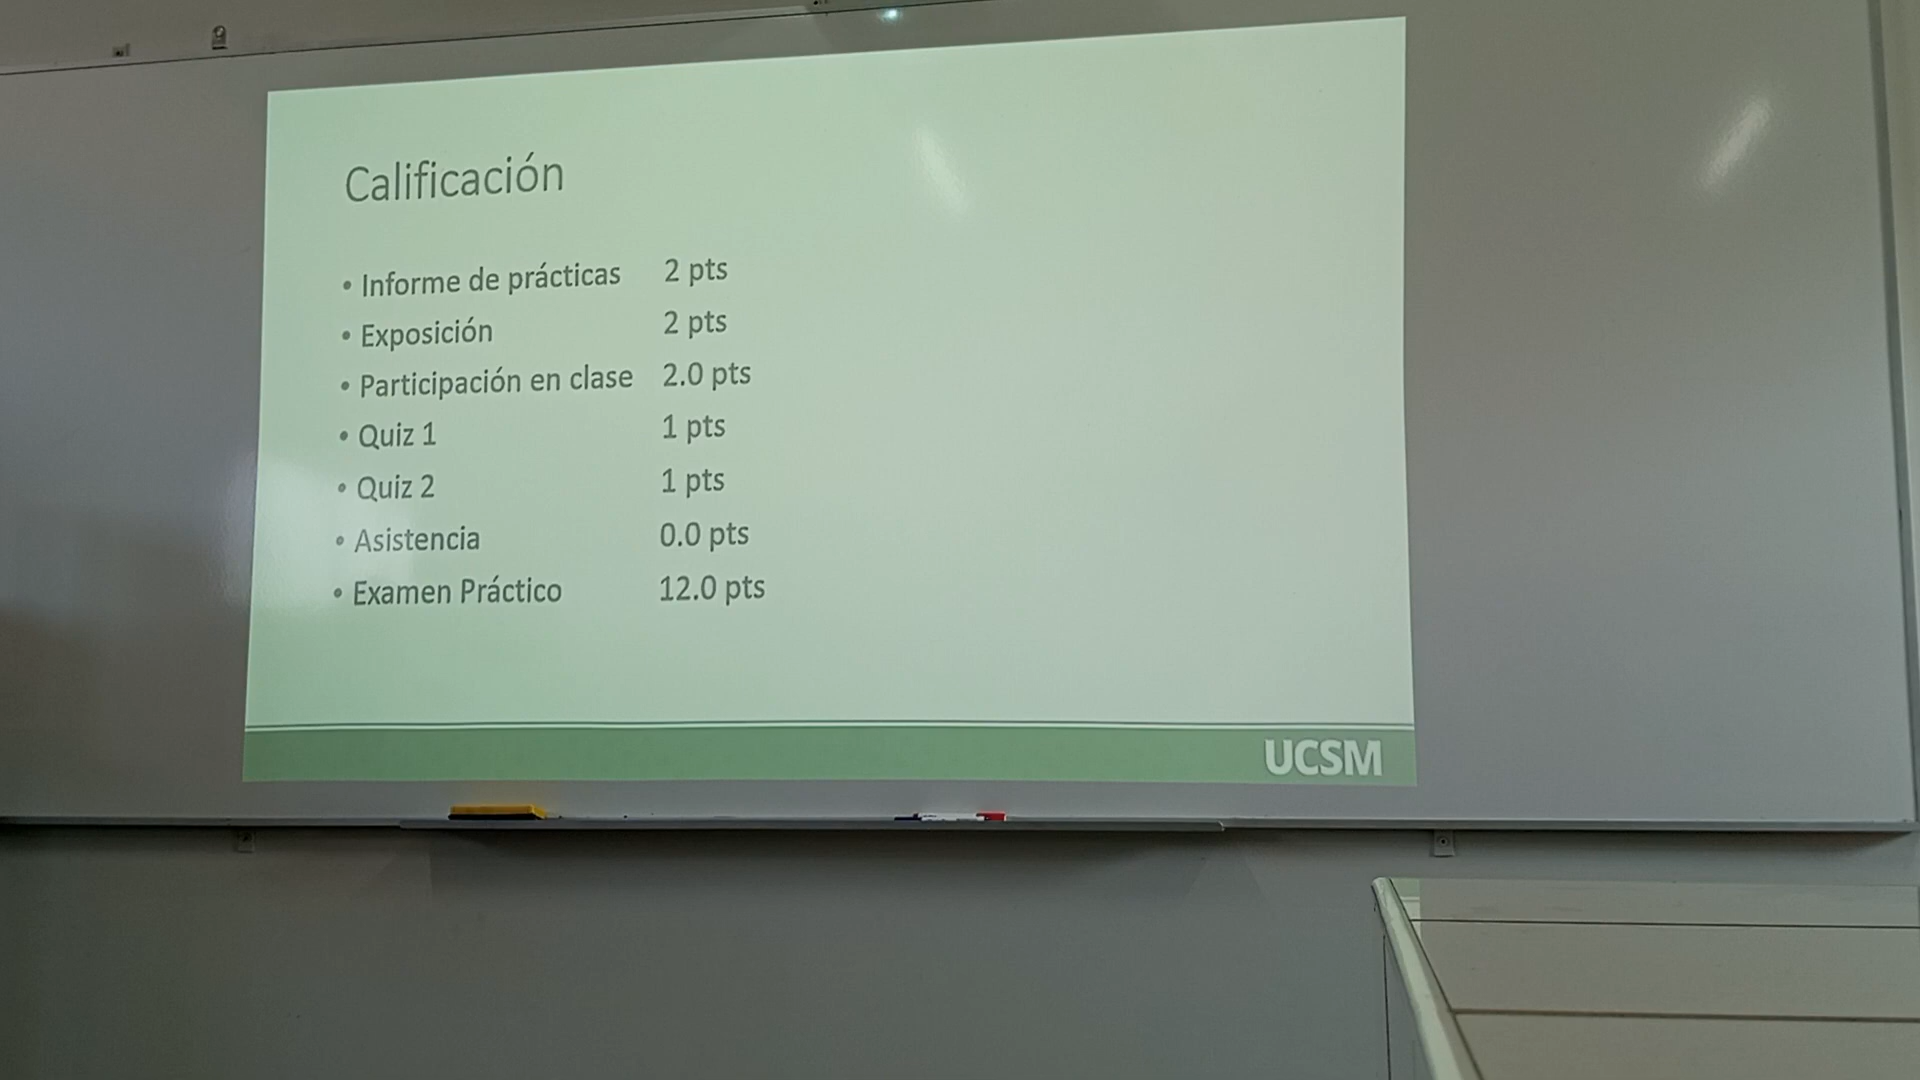 Calificación
• Informe de prácticas 2 pts
• Exposición 2 pts
• Participación en clase 2.0 pts
• Quiz 1 1 pts
• Quiz 2 1 pts
• Asistencia 0.0 pts
• Examen Práctico 12.0 pts
UCSM